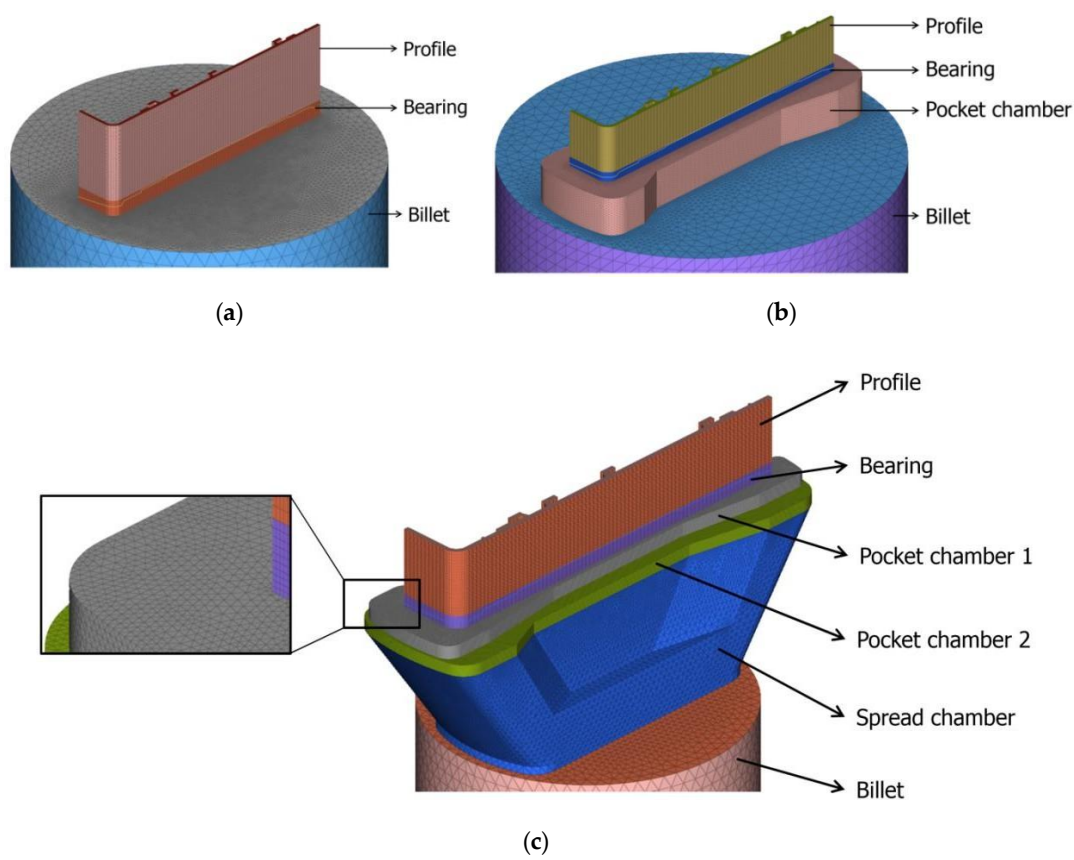 Profile
Bearing
Billet
(a)
Profile
Bearing
Pocket chamber
Billet
(b)
Profile
Bearing
Pocket chamber 1
Pocket chamber 2
Spread chamber
Billet
(c)